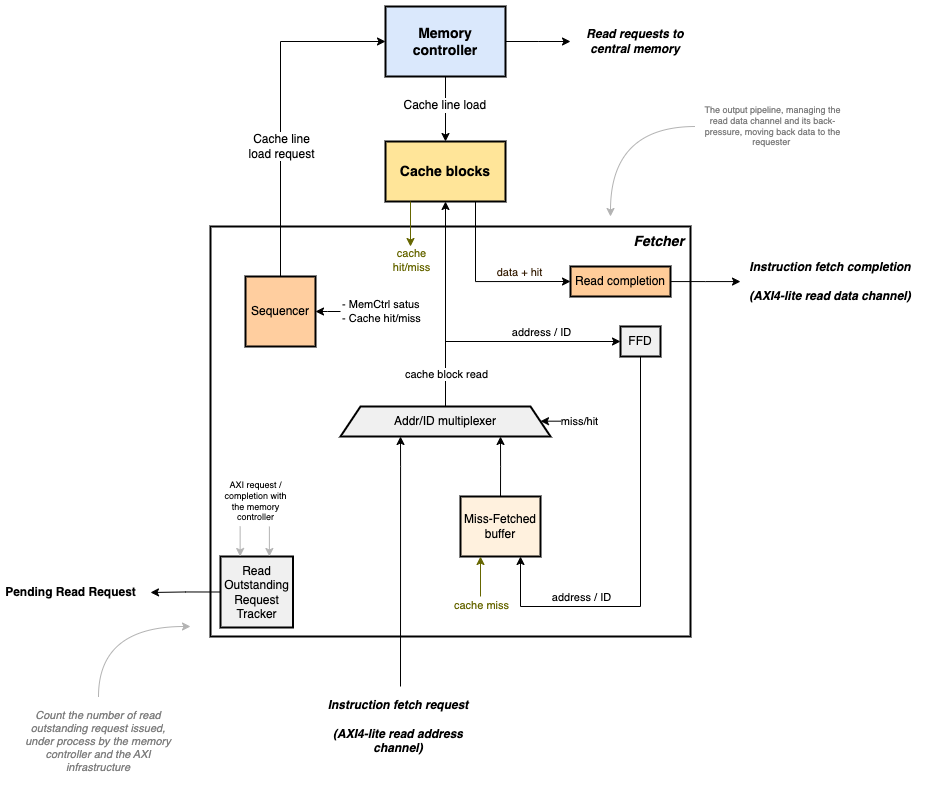 Memory
controller
Read requests to
central memory
Cache line load
The output pipeline, managing the
read data channel and its back-
pressure, moving back data to the
requester
Cache line
load request
Cache blocks
Fetcher
cache
hit/miss
data + hit
Read completion
Instruction fetch completion
(AXI4-lite read data channel)
Sequencer
- MemCtrl satus
- Cache hit/miss
address / ID
FFD
cache block read
Addr/ID multiplexer
miss/hit
AXI request /
completion with
the memory
controller
Miss-Fetched
buffer
Read
Outstanding
Request
Tracker
Pending Read Request
cache miss
address / ID
Instruction fetch request
(AXI4-lite read address
channel)
Count the number of read
outstanding request issued,
under process by the memory
controller and the AXI
infrastructure